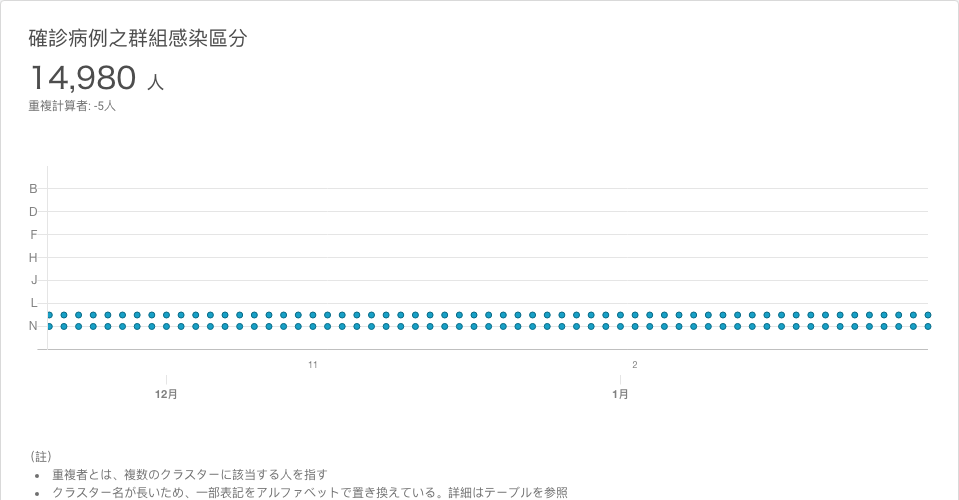 確診病例之群組感染區分
14,980 人
重複計算者: -5人
B
D
F
H
J
L
N
11 2
12月 1月
(註)
• 重複者とは、複数のクラスターに該当する人を指す
• クラスター名が長いため、一部表記をアルファベットで置き換えている。詳細はテーブルを参照